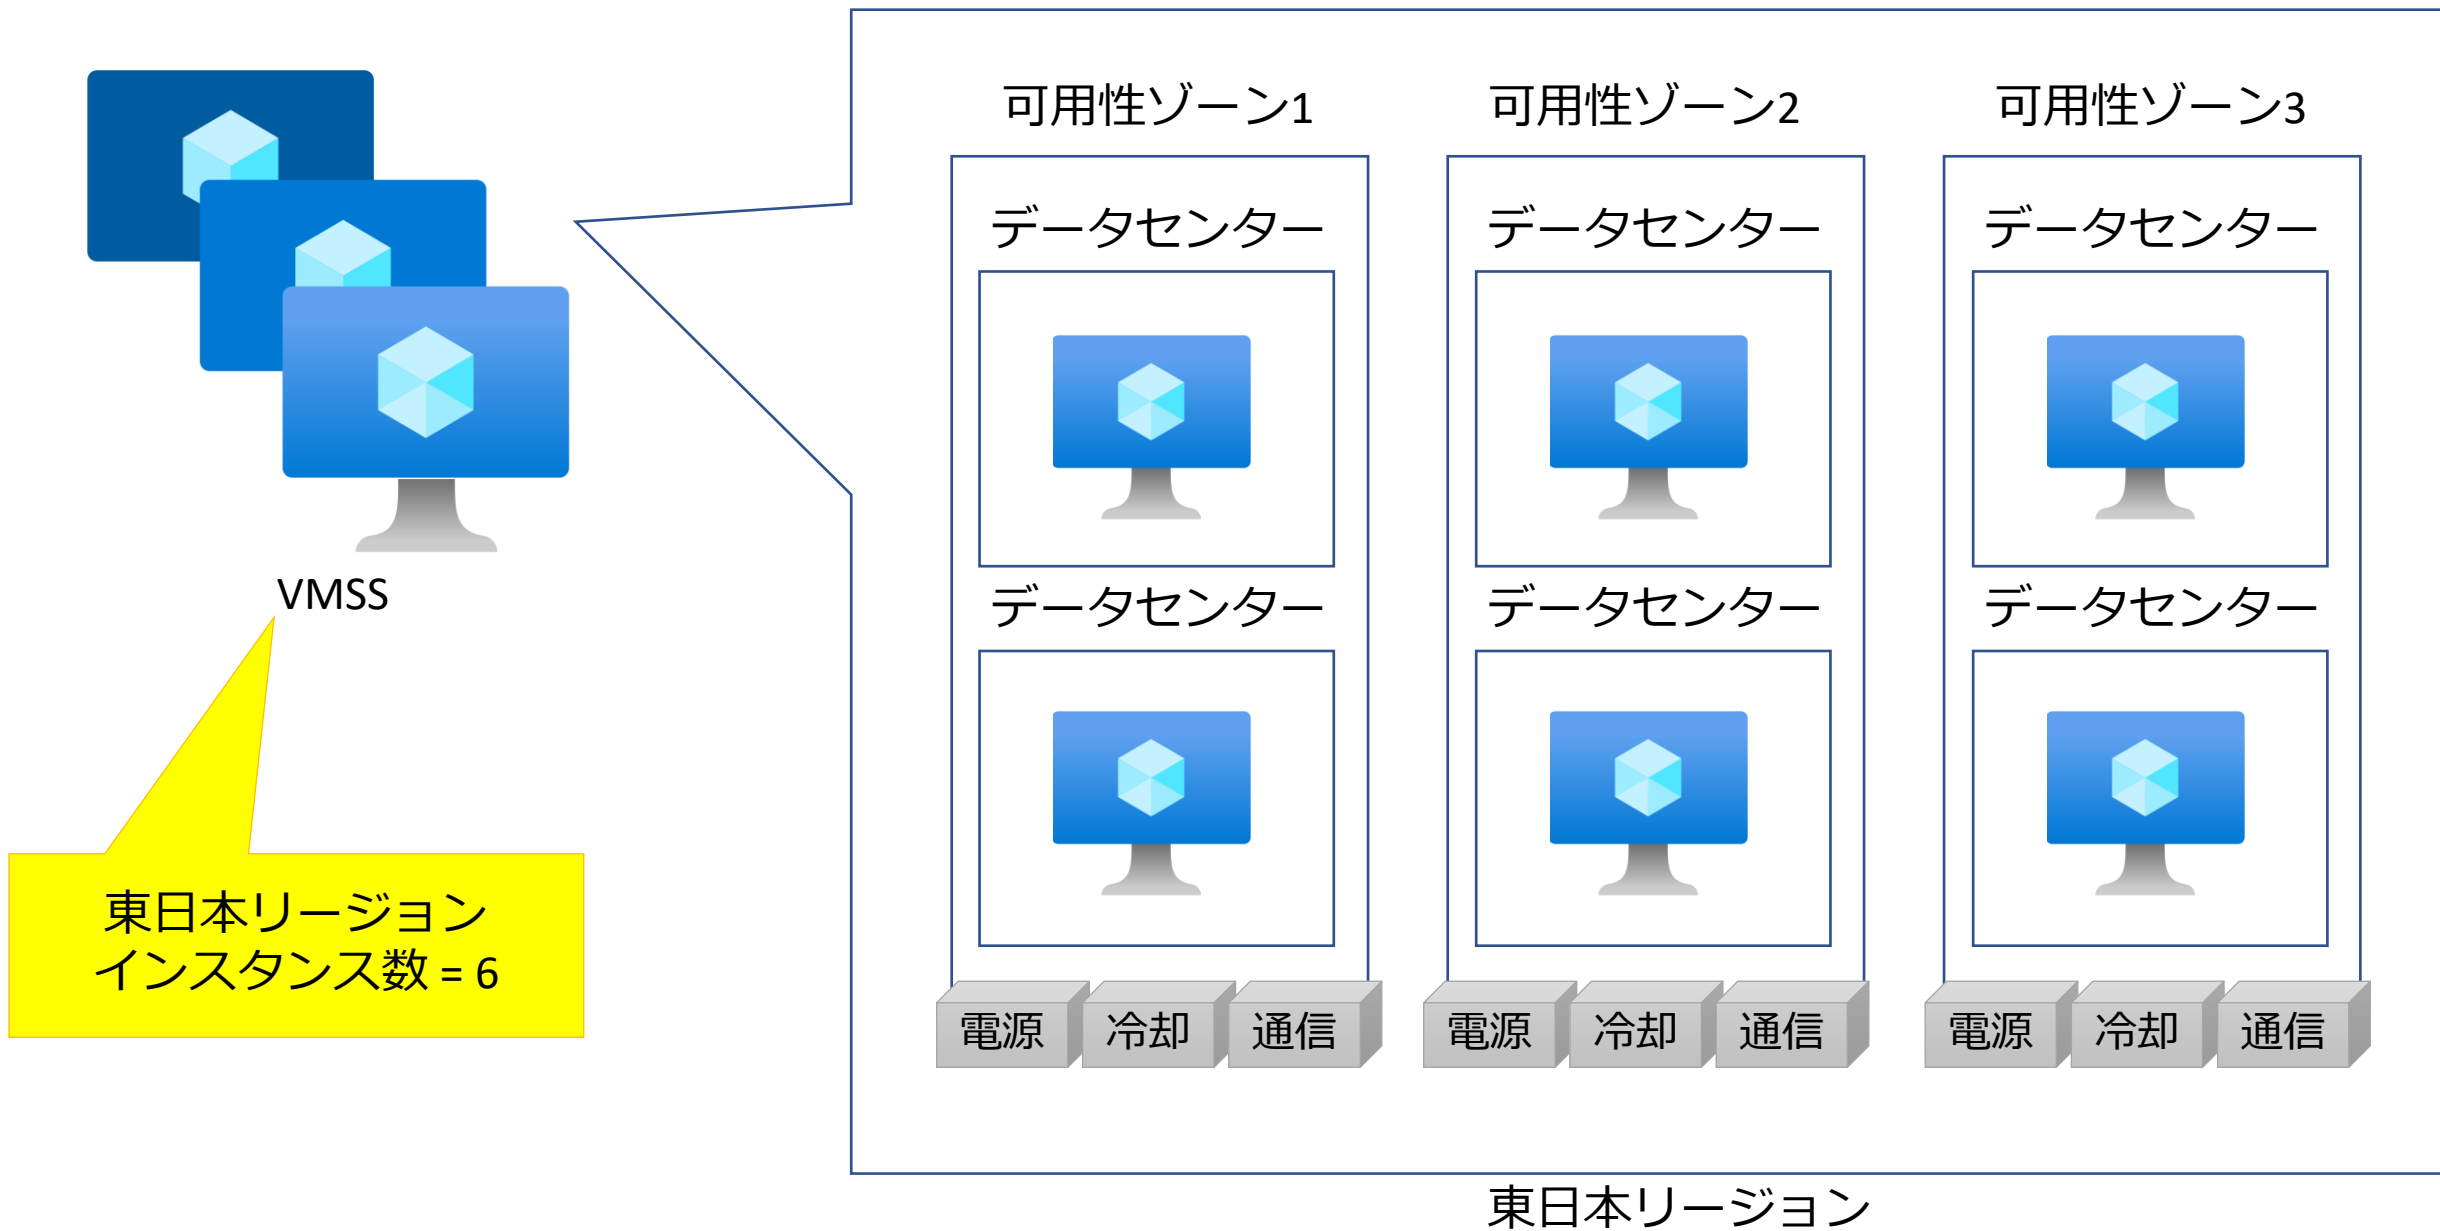 VMSS
東日本リージョン
インスタンス数 = 6
可用性ゾーン1
可用性ゾーン2
可用性ゾーン3
データセンター
データセンター
データセンター
データセンター
データセンター
データセンター
電源
冷却
通信
電源
冷却
通信
電源
冷却
通信
東日本リージョン